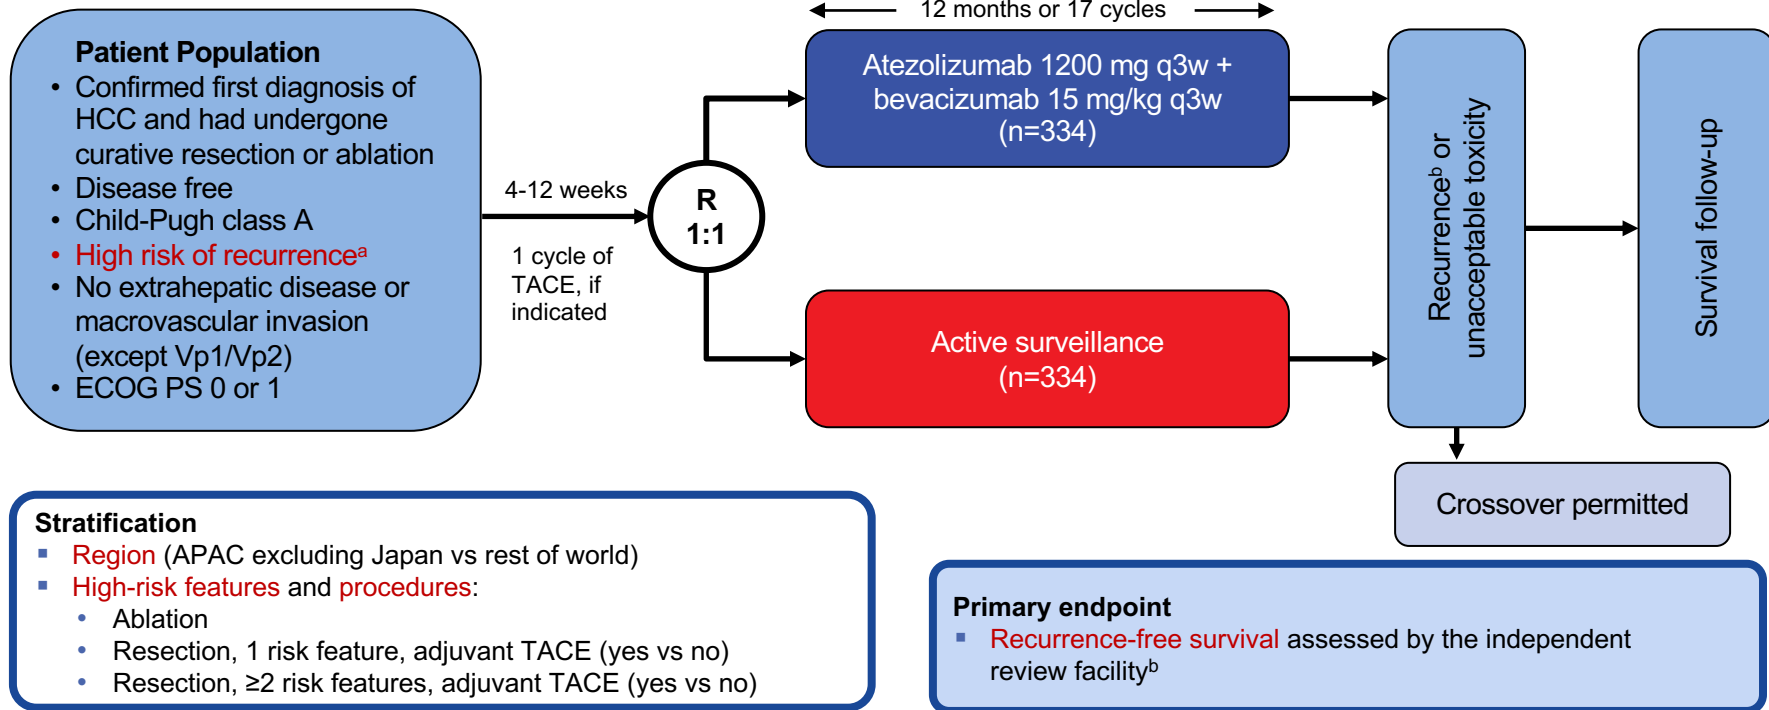 Patient Population
• Confirmed first diagnosis of
HCC and had undergone
curative resection or ablation
• Disease free
• Child-Pugh class A
• High risk of recurrenceᵃ
• No extrahepatic disease or
macrovascular invasion
(except Vp1/Vp2)
• ECOG PS 0 or 1
4-12 weeks
1 cycle of
TACE, if
indicated
R
1:1
12 months or 17 cycles
Atezolizumab 1200 mg q3w +
bevacizumab 15 mg/kg q3w
(n=334)
Active surveillance
(n=334)
Recurrenceᵇ or
unacceptable toxicity
Survival follow-up
Crossover permitted
Stratification
▪ Region (APAC excluding Japan vs rest of world)
▪ High-risk features and procedures:
• Ablation
• Resection, 1 risk feature, adjuvant TACE (yes vs no)
• Resection, ≥2 risk features, adjuvant TACE (yes vs no)
Primary endpoint
▪ Recurrence-free survival assessed by the independent
review facilityᵇ